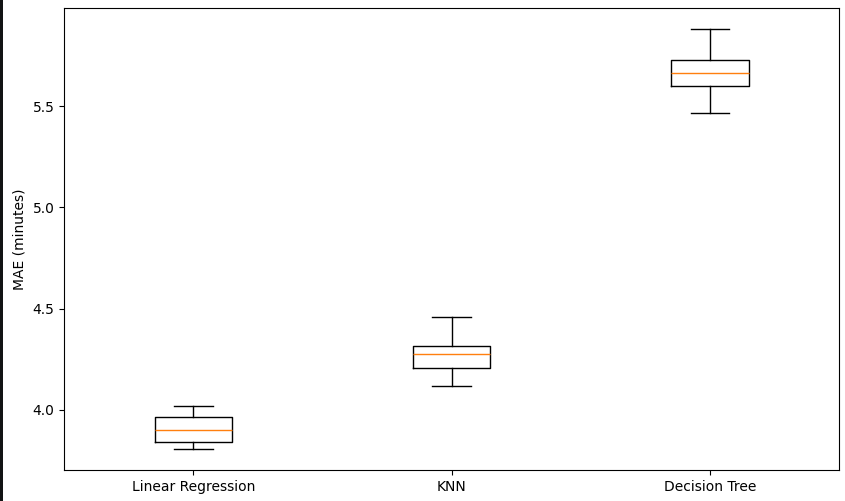 MAE (minutes)
5.5
5.0
4.5
4.0
Linear Regression
KNN
Decision Tree